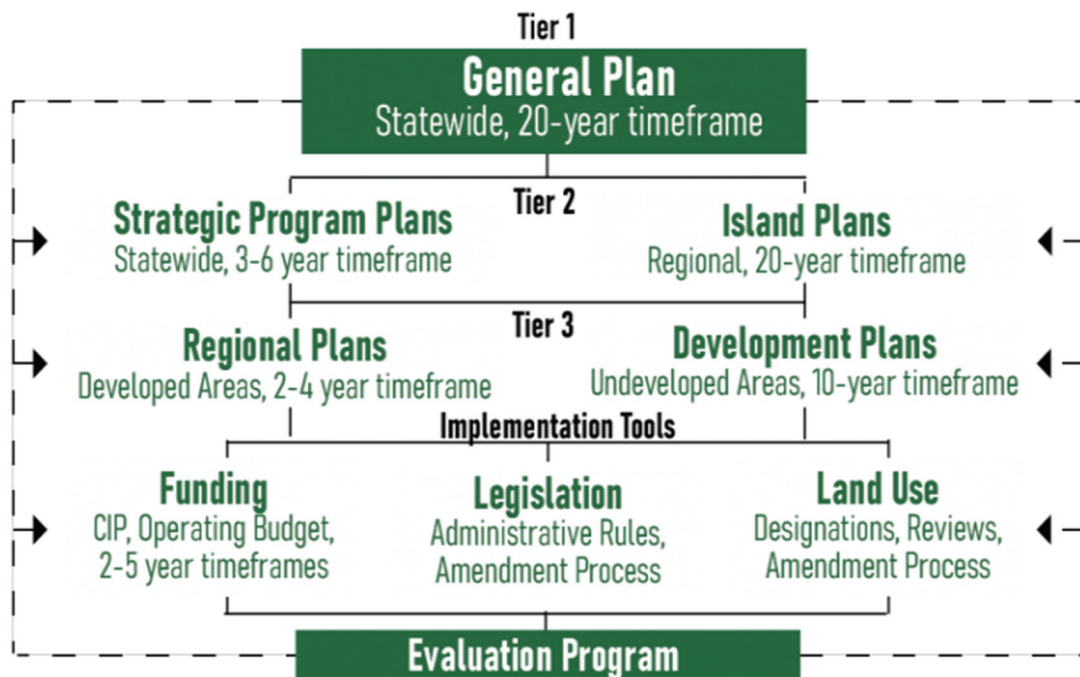 Tier 1
General Plan
Statewide, 20-year timeframe
Tier 2
Strategic Program Plans
Statewide, 3-6 year timeframe
Island Plans
Regional, 20-year timeframe
Tier 3
Regional Plans
Developed Areas, 2-4 year timeframe
Development Plans
Undeveloped Areas, 10-year timeframe
Implementation Tools
Funding
CIP, Operating Budget,
2-5 year timeframes
Legislation
Administrative Rules,
Amendment Process
Land Use
Designations, Reviews,
Amendment Process
Evaluation Program